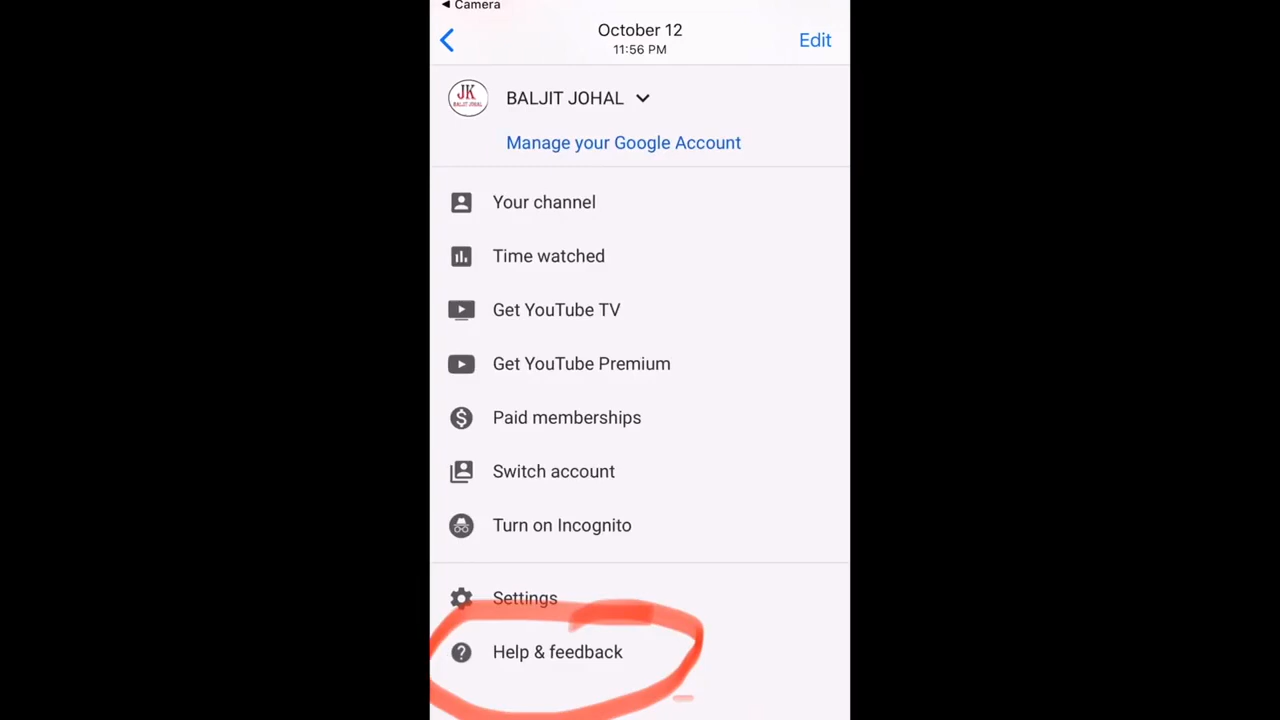 ◀ Camera
October 12
11:56 PM
Edit
JK
BALJIT JOHAL
BALJIT JOHAL
Manage your Google Account
Your channel
Time watched
Get YouTube TV
Get YouTube Premium
Paid memberships
Switch account
Turn on Incognito
Settings
Help & feedback